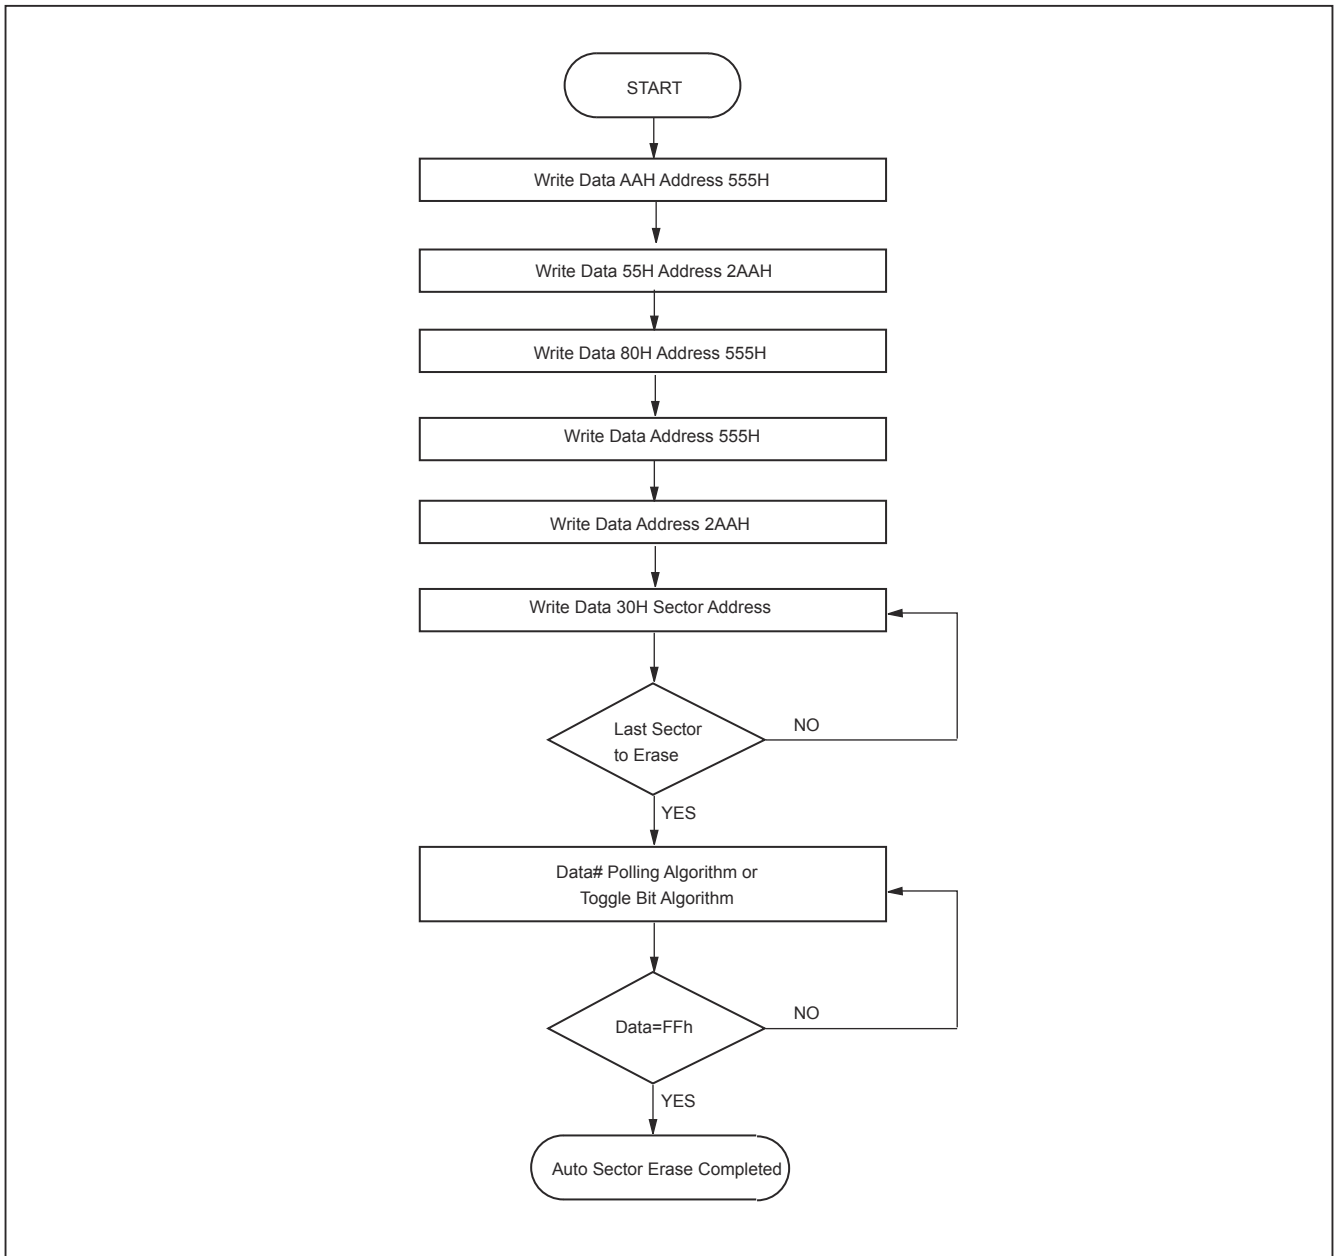 START
Write Data AAH Address 555H
Write Data 55H Address 2AAH
Write Data 80H Address 555H
Write Data Address 555H
Write Data Address 2AAH
Write Data 30H Sector Address
Last Sector
to Erase
NO
YES
Data# Polling Algorithm or
Toggle Bit Algorithm
Data=FFh
NO
YES
Auto Sector Erase Completed